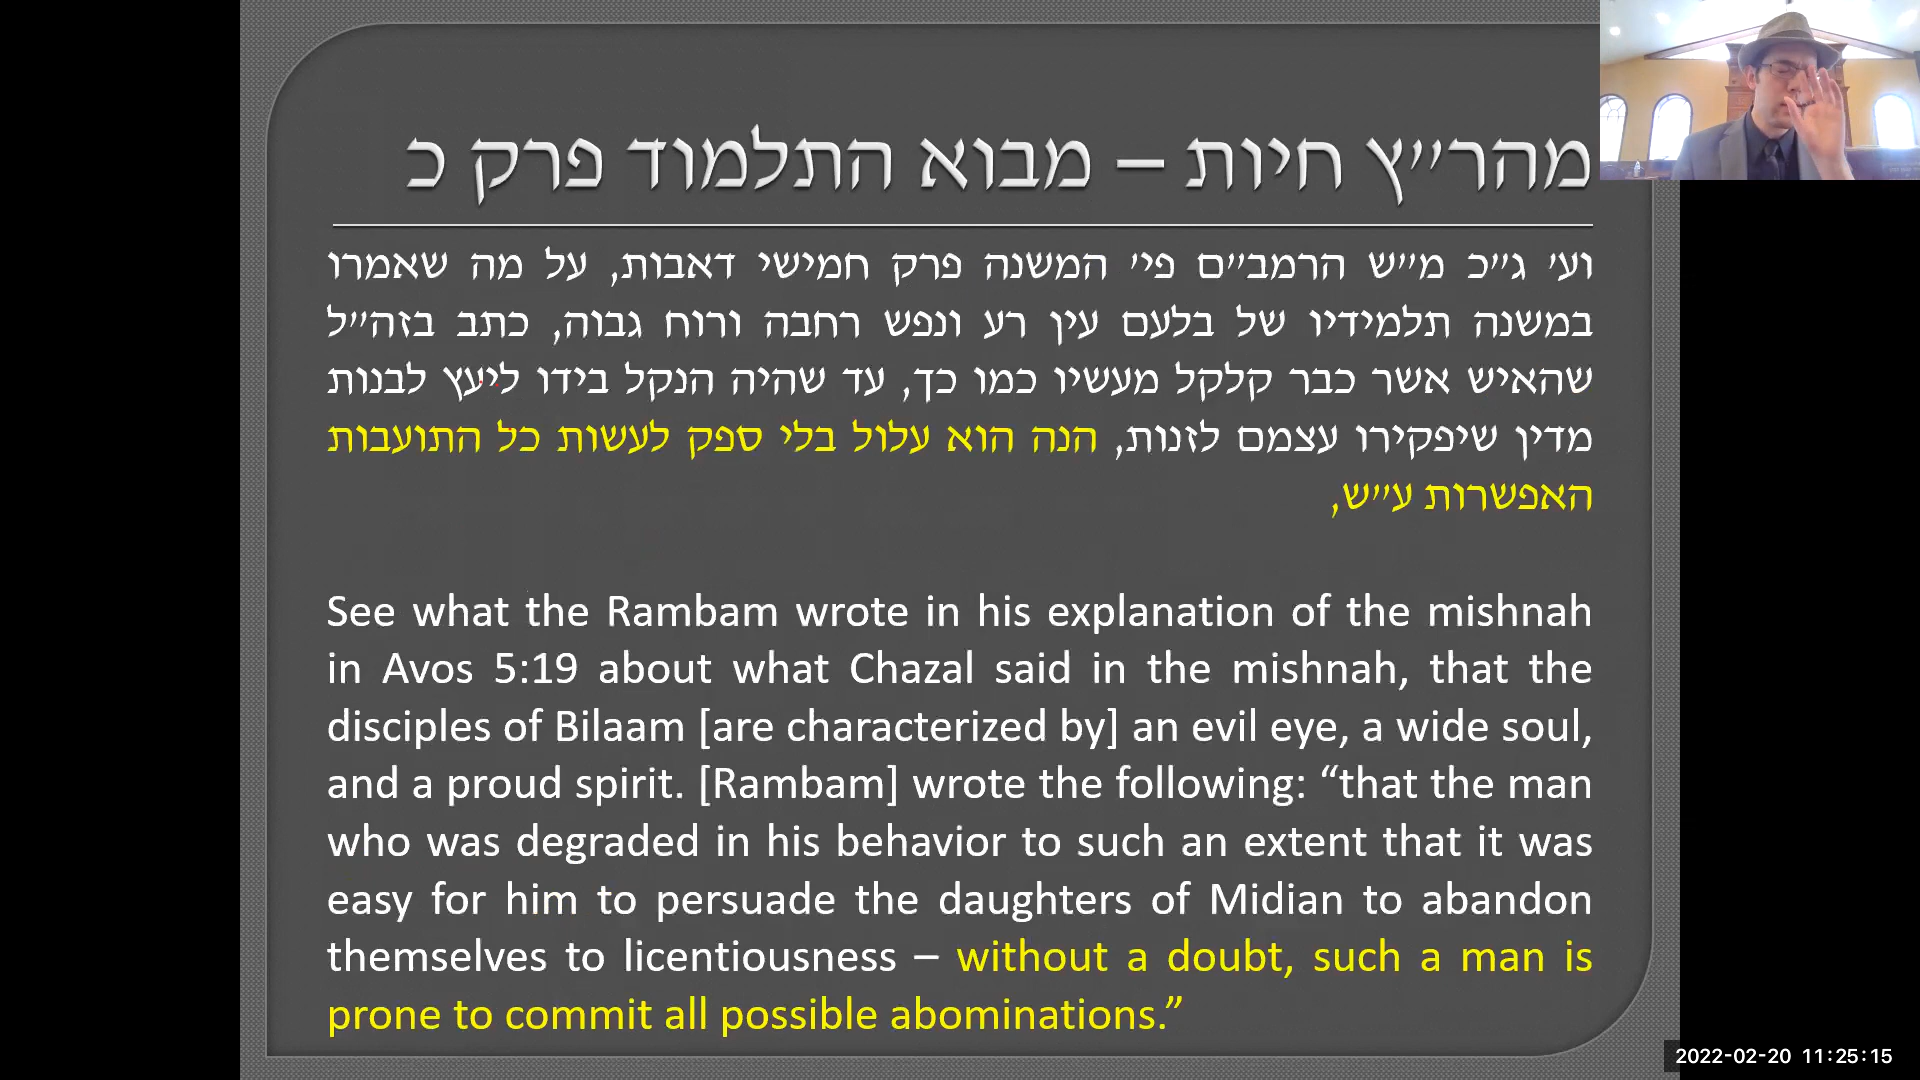 מהר״ץ חיות – מבוא התלמוד פרק כ
וע׳ ג״כ מ״ש הרמב״ם פי׳ המשנה פרק חמישי דאבות, על מה שאמרו
במשנה תלמידיו של בלעם עין רע ונפש רחבה ורוח גבוה, כתב בזה״ל
שהאיש אשר כבר קלקל מעשיו כמו כך, עד שהיה הנקל בידו ליעץ לבנות
מדין שיפקירו עצמם לזנות, הנה הוא עלול בלי ספק לעשות כל התועבות
האפשרות ע״ש,
See what the Rambam wrote in his explanation of the mishnah
in Avos 5:19 about what Chazal said in the mishnah, that the
disciples of Bilaam [are characterized by] an evil eye, a wide soul,
and a proud spirit. [Rambam] wrote the following: “that the man
who was degraded in his behavior to such an extent that it was
easy for him to persuade the daughters of Midian to abandon
themselves to licentiousness – without a doubt, such a man is
prone to commit all possible abominations.”
2022-02-20 11:25:15